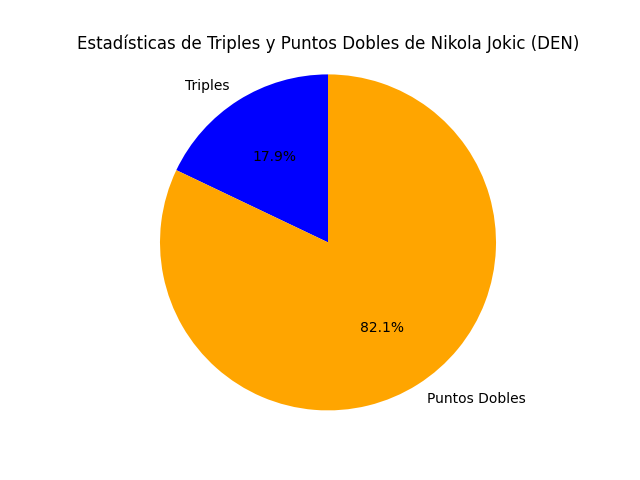 Estadísticas de Triples y Puntos Dobles de Nikola Jokic (DEN)
Triples
17.9%
82.1%
Puntos Dobles